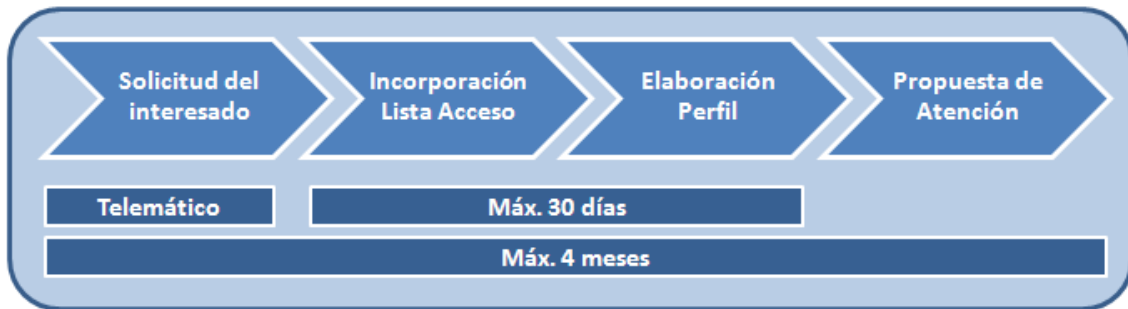 Solicitud del
interesado
Incorporación
Lista Acceso
Elaboración
Perfil
Propuesta de
Atención
Telemático
Máx. 30 días
Máx. 4 meses